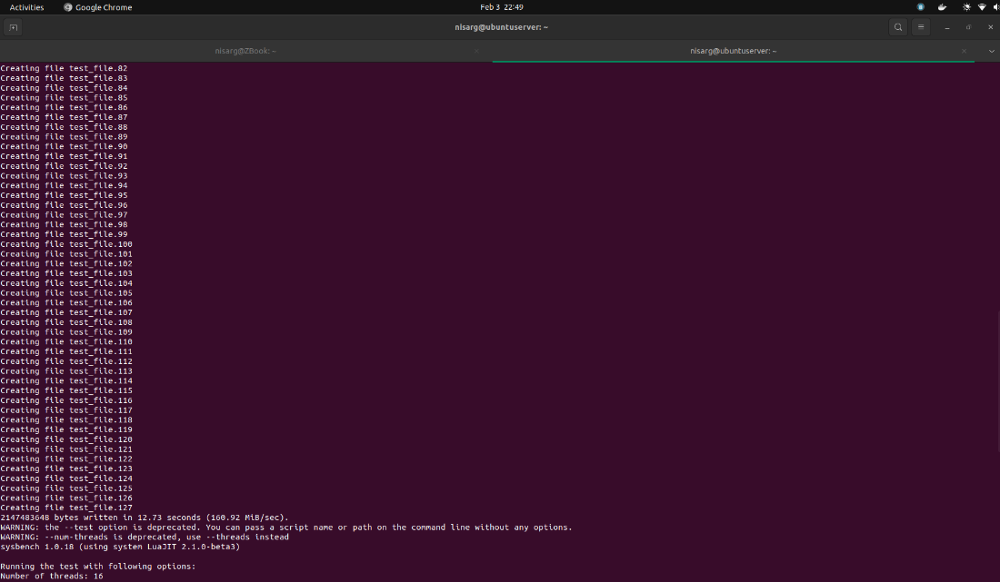 Activities Google Chrome Feb 3 22:49
nisarg@ubuntuserver: ~
nisarg@ZBook: ~ nisarg@ubuntuserver: ~
Creating file test_file.82
Creating file test_file.83
Creating file test_file.84
Creating file test_file.85
Creating file test_file.86
Creating file test_file.87
Creating file test_file.88
Creating file test_file.89
Creating file test_file.90
Creating file test_file.91
Creating file test_file.92
Creating file test_file.93
Creating file test_file.94
Creating file test_file.95
Creating file test_file.96
Creating file test_file.97
Creating file test_file.98
Creating file test_file.99
Creating file test_file.100
Creating file test_file.101
Creating file test_file.102
Creating file test_file.103
Creating file test_file.104
Creating file test_file.105
Creating file test_file.106
Creating file test_file.107
Creating file test_file.108
Creating file test_file.109
Creating file test_file.110
Creating file test_file.111
Creating file test_file.112
Creating file test_file.113
Creating file test_file.114
Creating file test_file.115
Creating file test_file.116
Creating file test_file.117
Creating file test_file.118
Creating file test_file.119
Creating file test_file.120
Creating file test_file.121
Creating file test_file.122
Creating file test_file.123
Creating file test_file.124
Creating file test_file.125
Creating file test_file.126
Creating file test_file.127
2147483648 bytes written in 12.73 seconds (160.92 MiB/sec).
WARNING: the --test option is deprecated. You can pass a script name or path on the command line without any options.
WARNING: --num-threads is deprecated, use --threads instead
sysbench 1.0.18 (using system LuaJIT 2.1.0-beta3)

Running the test with following options:
Number of threads: 16